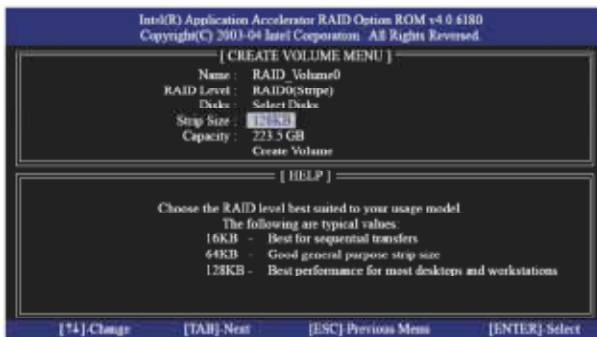 Intel(R) Application Accelerator RAID Option ROM v4.0.6180
Copyright(C) 2003-04 Intel Corporation. All Rights Reversed.
[ CREATE VOLUME MENU ]
Name : RAID_Volume0
RAID Level : RAID0(Stripe)
Disks : Select Disks
Strip Size : 128KB
Capacity : 223.5 GB
Create Volume
[ HELP ]
Choose the RAID level best suited to your usage model.
The following are typical values:
16KB - Best for sequential transfers
64KB - Good general purpose strip size
128KB - Best performance for most desktops and workstations
[↑↓]-Change [TAB]-Next [ESC]-Previous Menu [ENTER]-Select